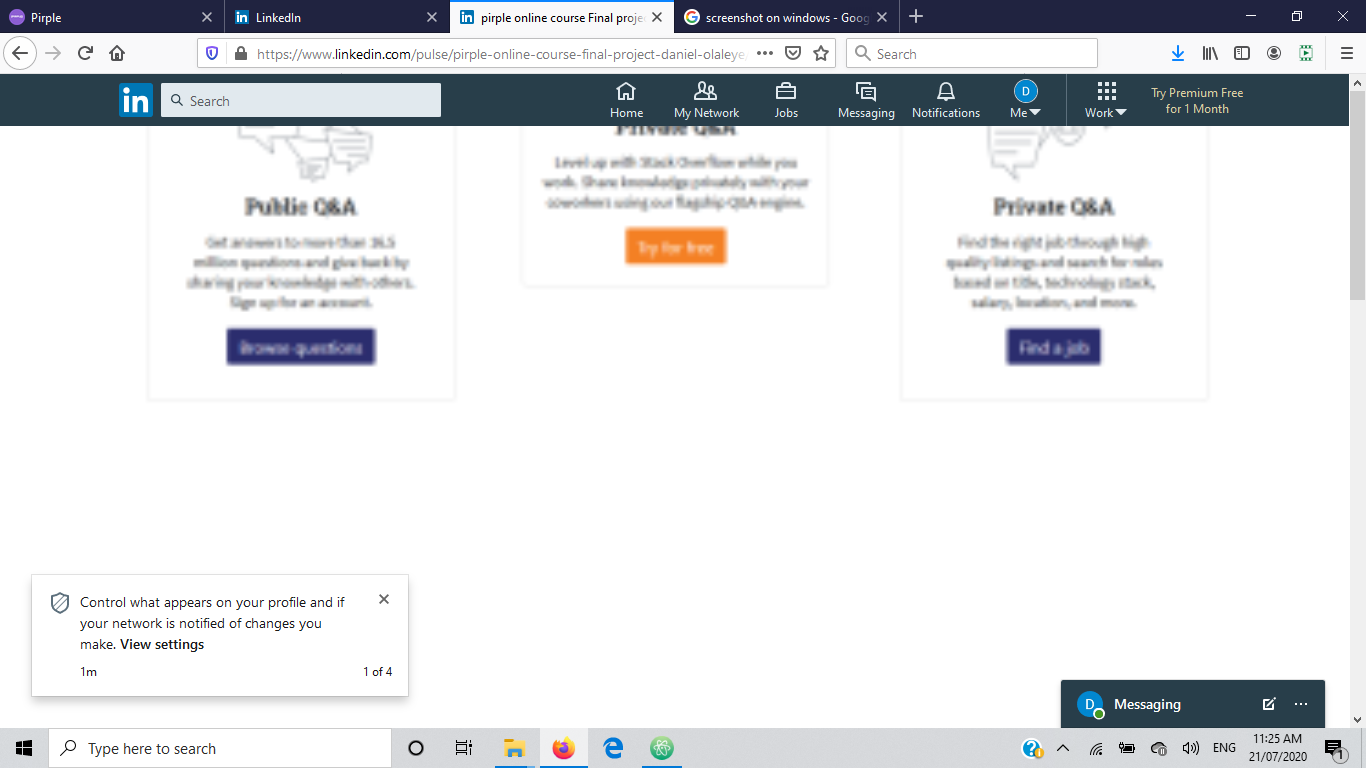 Pirple
LinkedIn
pirple online course Final proje
screenshot on windows - Goog
https://www.linkedin.com/pulse/pirple-online-course-final-project-daniel-olaleye
Search
in
Search
Home
My Network
Jobs
Messaging
Notifications
D
Me
Work
Try Premium Free
for 1 Month
Private Q&A
Level up with Stack Overflow while you
work. Share knowledge privately with your
coworkers using our flagship Q&A engine.
Try for free
Public Q&A
Get answers to more than 16.5
million questions and give back by
sharing your knowledge with others.
Sign up for an account.
Browse questions
Private Q&A
Find the right job through high
quality listings and search for roles
based on title, technology stack,
salary, location, and more.
Find a job
Control what appears on your profile and if
your network is notified of changes you
make. View settings
1m
1 of 4
D
Messaging
Type here to search
ENG
11:25 AM
21/07/2020
1